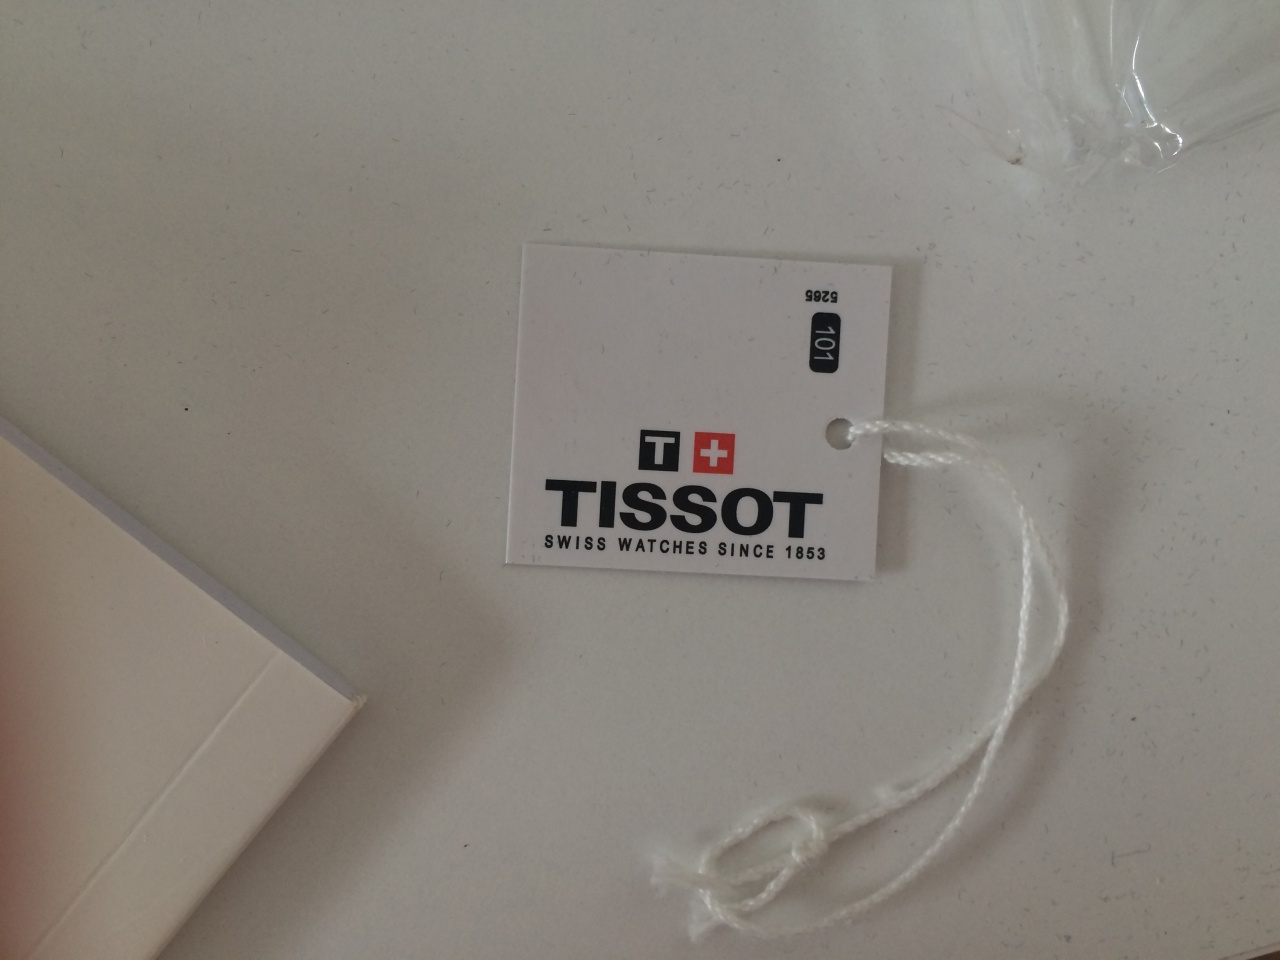 5265
101
T
TISSOT
SWISS WATCHES SINCE 1853